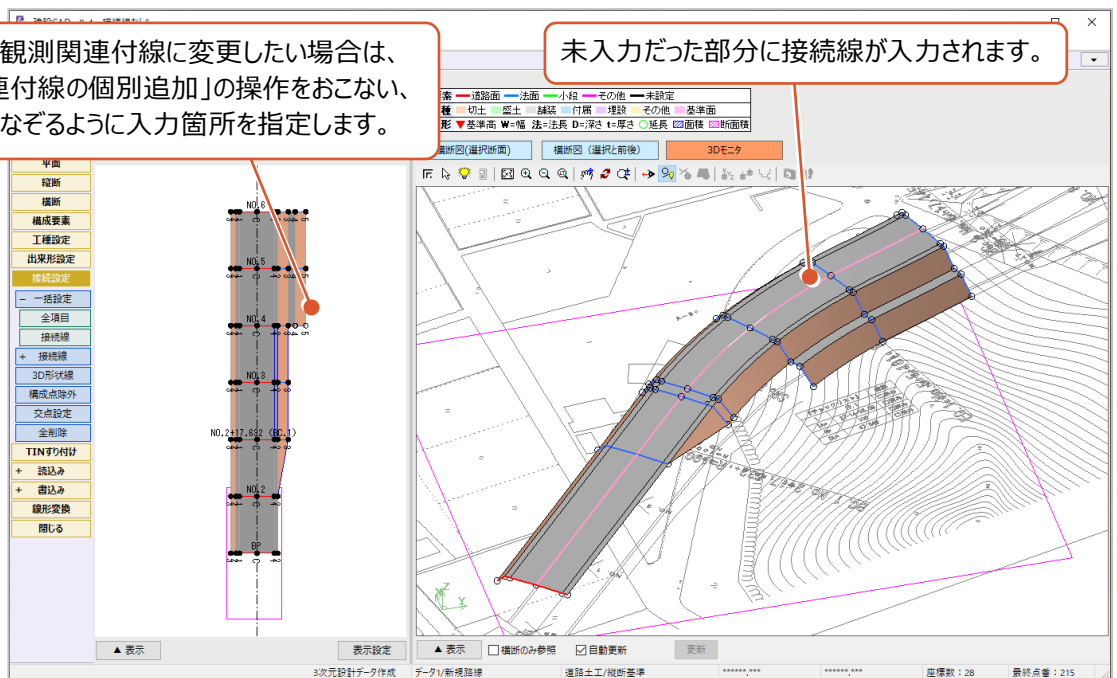 観測関連付線に変更したい場合は、
連付線の個別追加」の操作をおこない、
なぞるように入力箇所を指定します。
未入力だった部分に接続線が入力されます。
素 道路面 法面 小段 その他 未設定
種 切土 盛土 舗装 付属 埋設 その他 基準面
形 ▼基準高 W=幅 法=法長 D=深さ t=厚さ 延長 面積 断面積
横断図(選択断面) 横断図（選択と前後） 3Dモニタ
平面
縦断
横断
構成要素
工種設定
出来形設定
接続設定
− 一括設定
全項目
接続線
+ 接続線
3D形状線
構成点除外
交点設定
全削除
TINすり付け
+ 読込み
+ 書込み
線形変換
閉じる
NO.6
NO.5
NO.4
NO.3
NO.2+17.632 (BC.1)
NO.2
BP
Z
Y
▲ 表示 表示設定 ▲ 表示 横断のみ参照 自動更新 更新
3次元設計データ作成 データ1/新規路線 道路土工/縦断基準 ******.*** ******.*** 座標数：28 最終点番：215